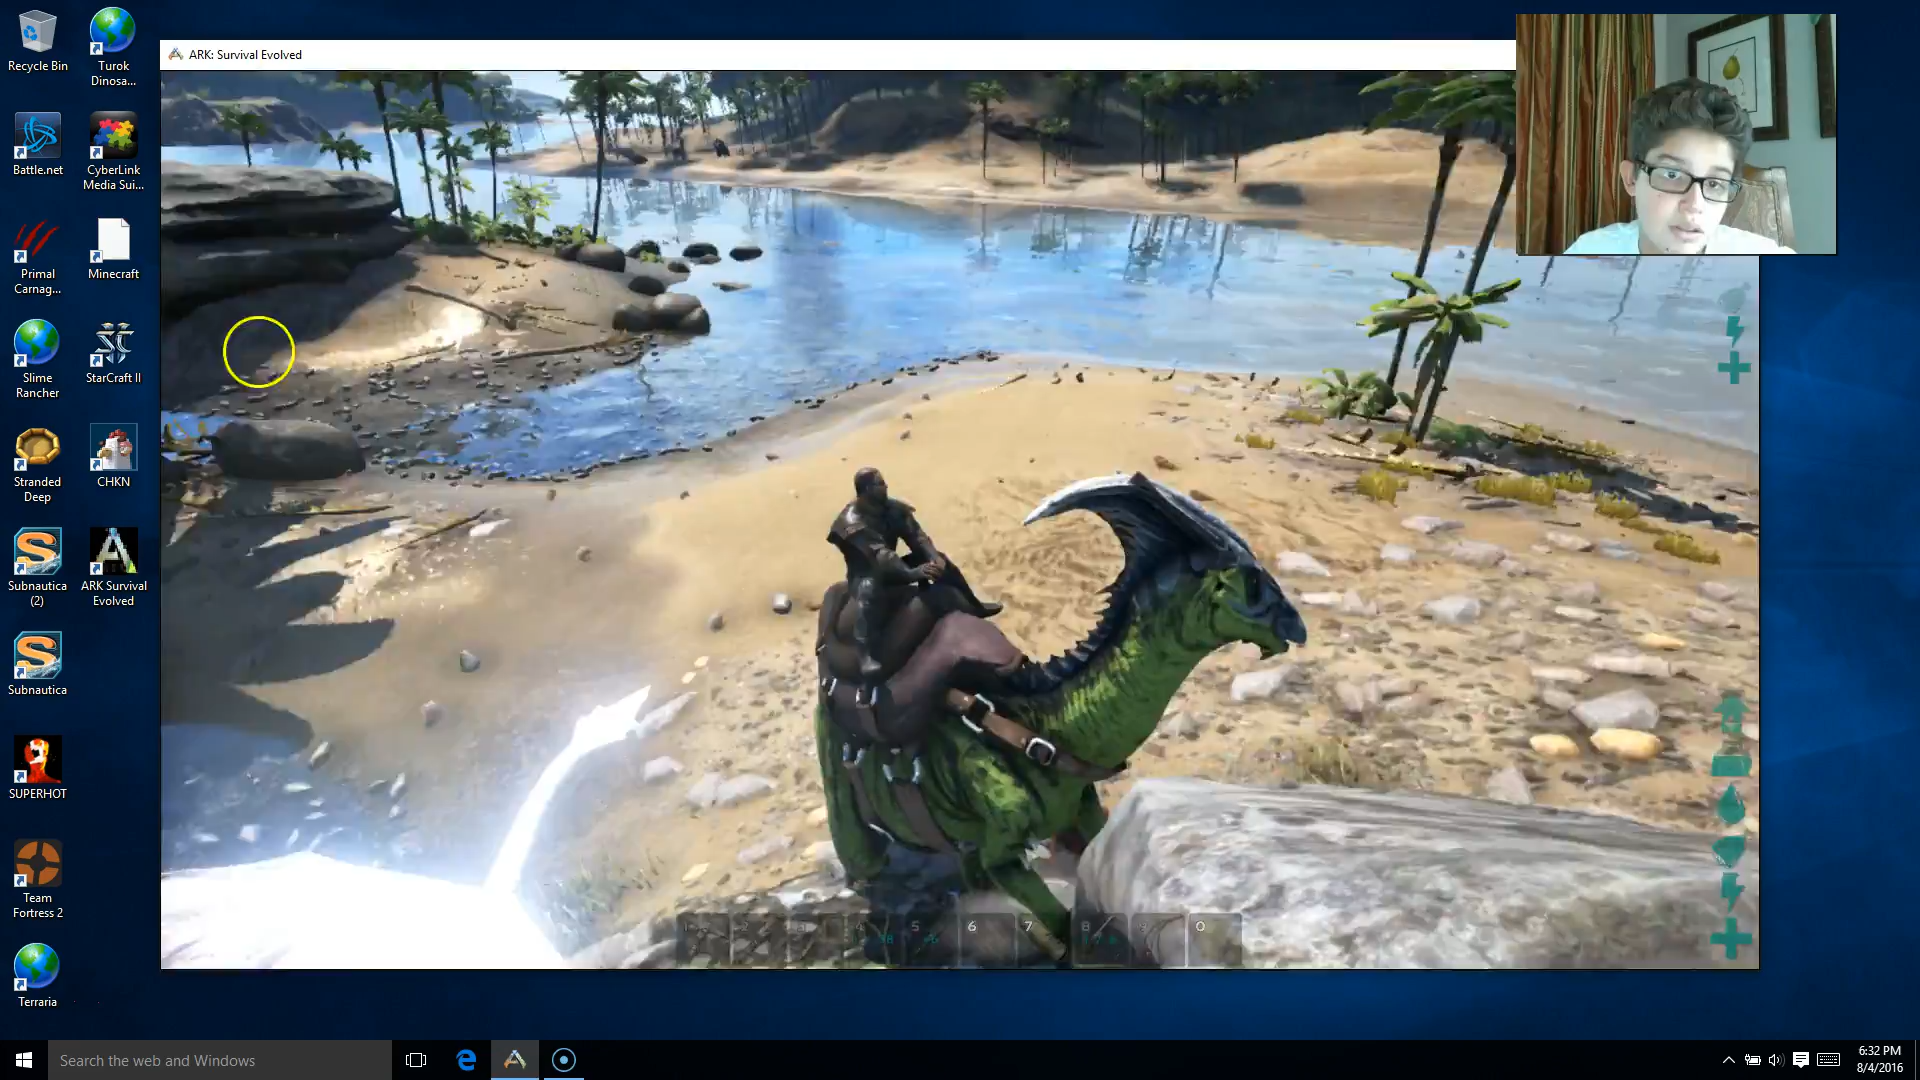 Recycle Bin
Turok
Dinosa...
Battle.net
CyberLink
Media Sui...
Primal
Carnag...
Minecraft
Slime
Rancher
StarCraft II
Stranded
Deep
CHKN
Subnautica
(2)
ARK Survival
Evolved
Subnautica
SUPERHOT
Team
Fortress 2
Terraria
ARK: Survival Evolved
5
6
7
8
9
0
Search the web and Windows
6:32 PM
8/4/2016